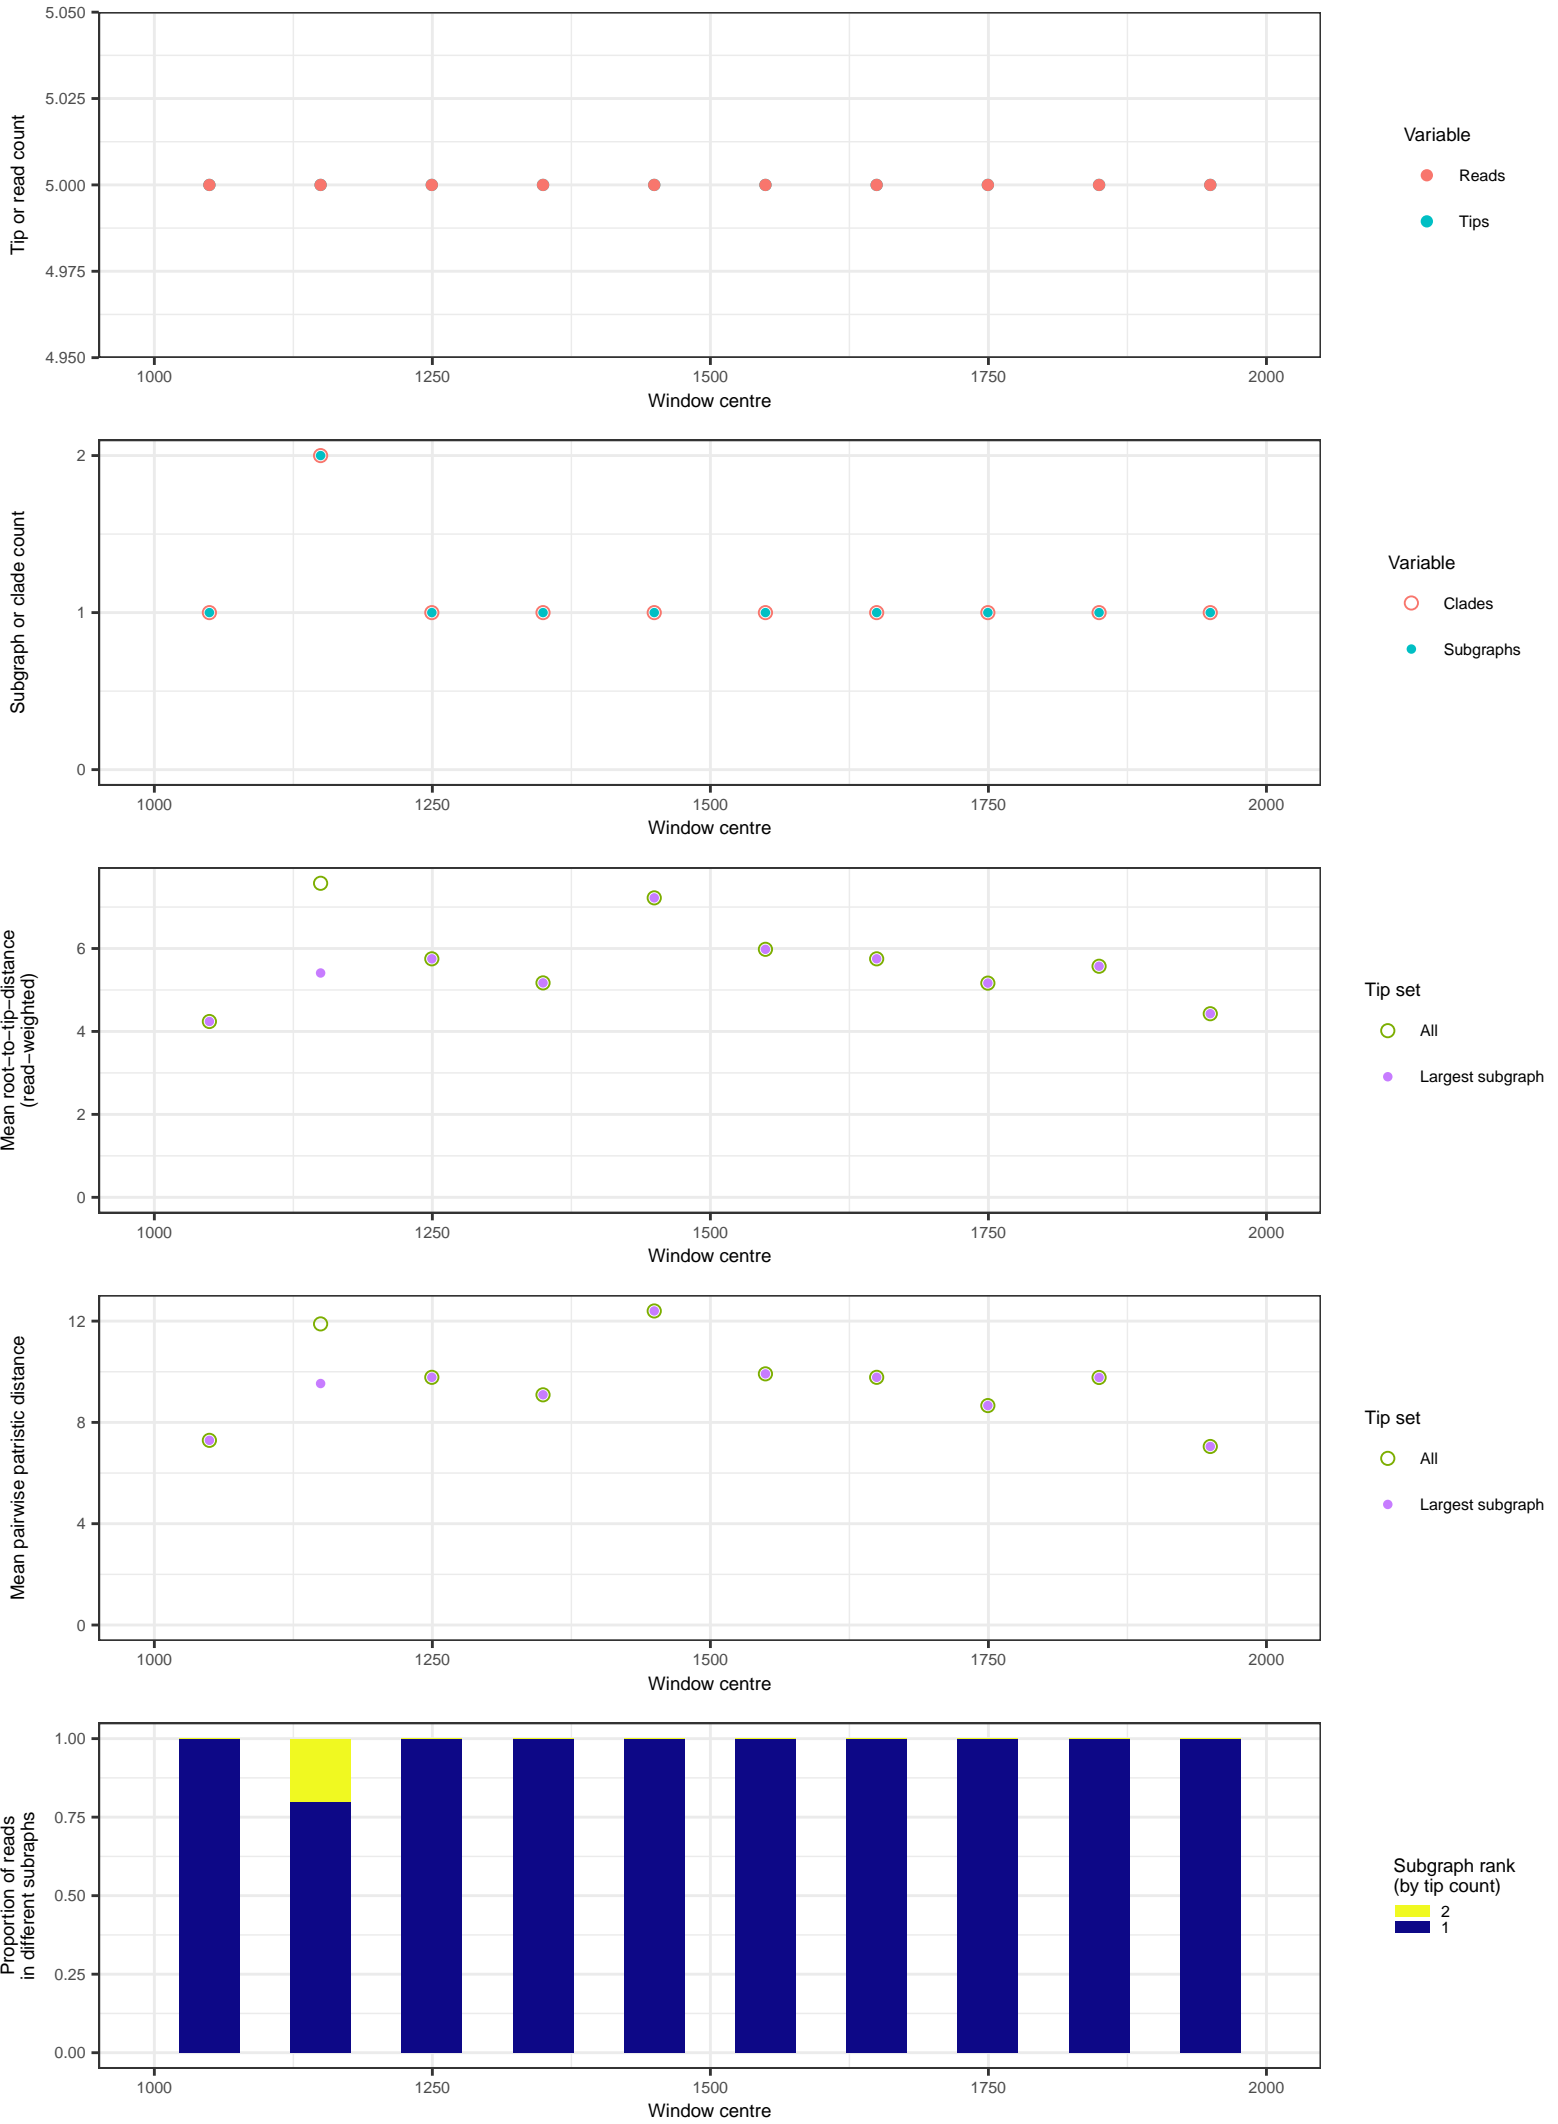 5.050
5.025
5.000
4.975
4.950
Tip or read count
1000 1250 1500 1750 2000
Window centre
Variable
Reads
Tips
2
1
0
Subgraph or clade count
1000 1250 1500 1750 2000
Window centre
Variable
Clades
Subgraphs
6
4
2
0
Mean root−to−tip−distance
(read−weighted)
1000 1250 1500 1750 2000
Window centre
Tip set
All
Largest subgraph
12
8
4
0
Mean pairwise patristic distance
1000 1250 1500 1750 2000
Window centre
Tip set
All
Largest subgraph
1.00
0.75
0.50
0.25
0.00
Proportion of reads
in different subraphs
1000 1250 1500 1750 2000
Window centre
Subgraph rank
(by tip count)
2
1